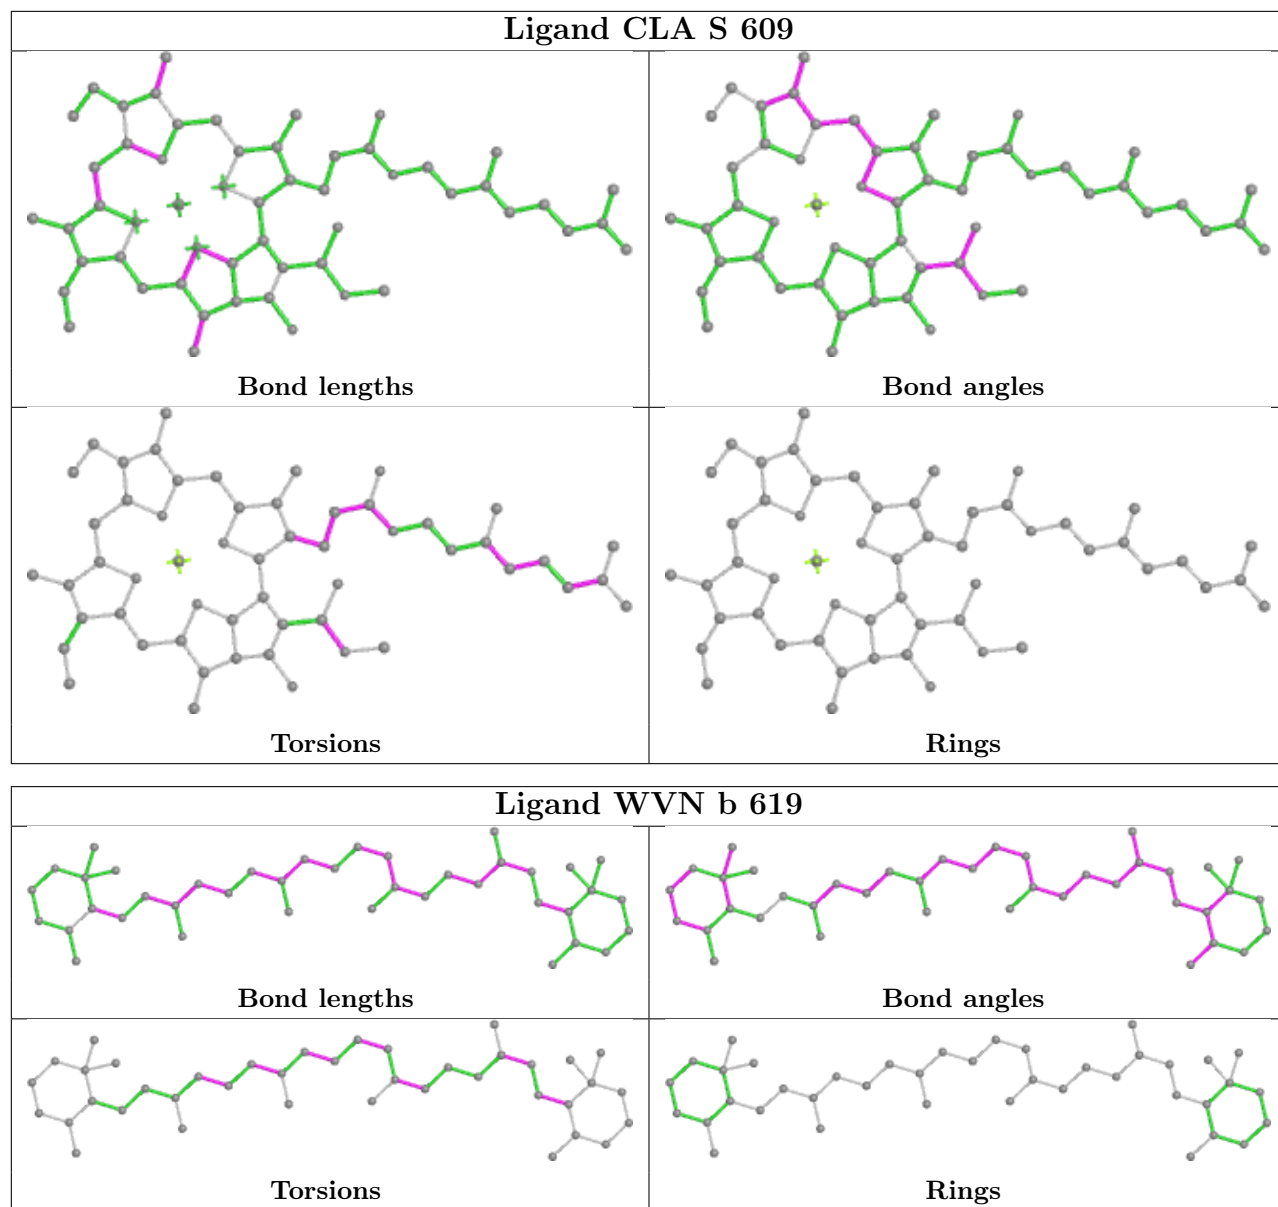 Ligand CLA S 609
Bond lengths
Bond angles
Torsions
Rings
Ligand WVN b 619
Bond lengths
Bond angles
Torsions
Rings